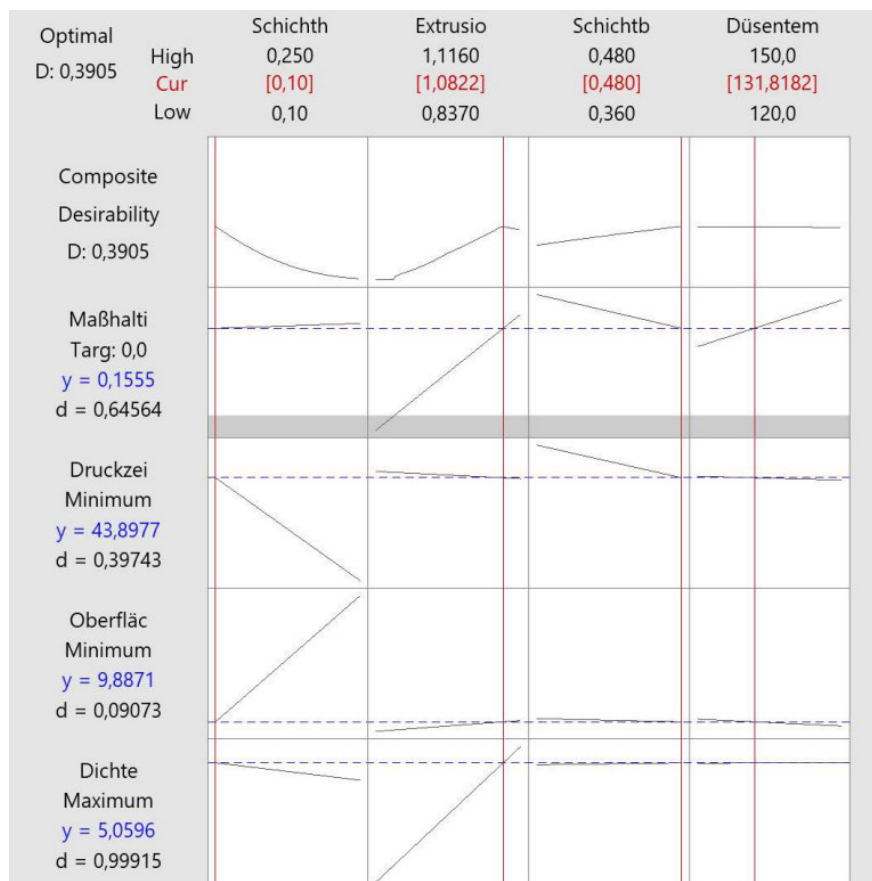 Optimal
D: 0,3905
High
Cur
Low
Schichth
0,250
[0,10]
0,10
Extrusio
1,1160
[1,0822]
0,8370
Schichtb
0,480
[0,480]
0,360
Düsentem
150,0
[131,8182]
120,0
Composite
Desirability
D: 0,3905
Maßhalti
Targ: 0,0
y = 0,1555
d = 0,64564
Druckzei
Minimum
y = 43,8977
d = 0,39743
Oberfläc
Minimum
y = 9,8871
d = 0,09073
Dichte
Maximum
y = 5,0596
d = 0,99915